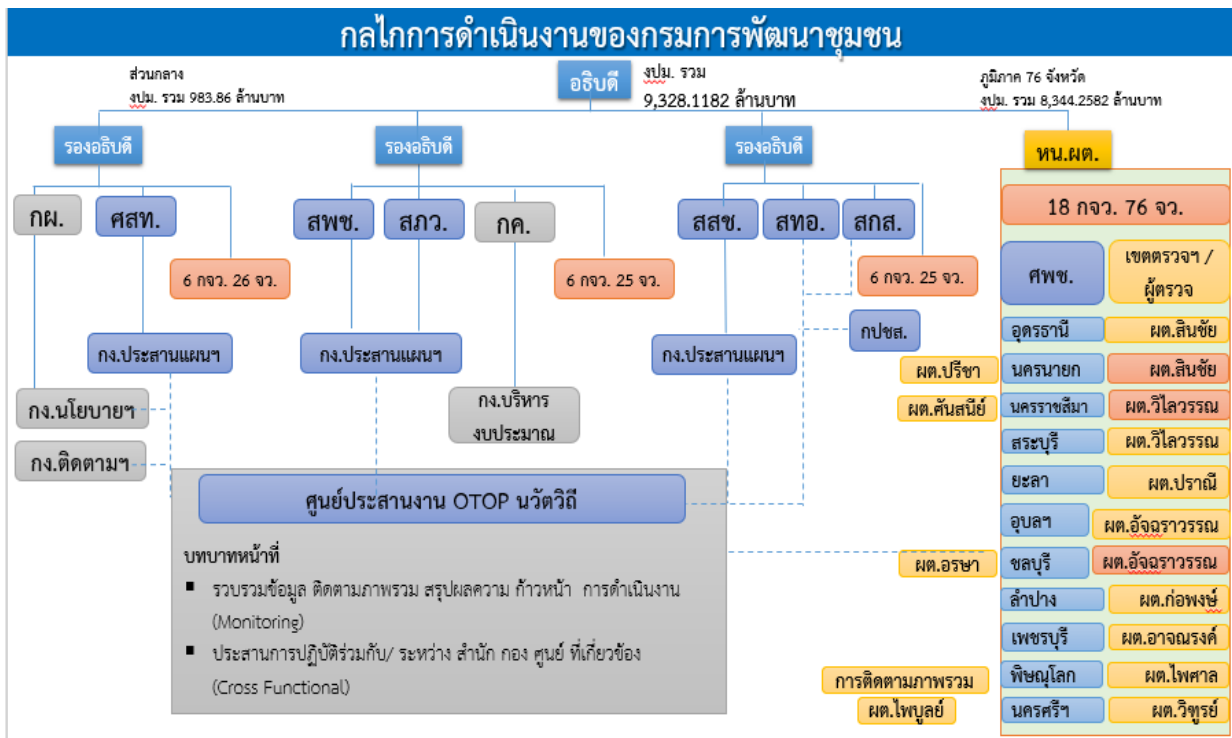 กลไกการดำเนินงานของกรมการพัฒนาชุมชน
ส่วนกลาง
งปม. รวม 983.86 ล้านบาท
อธิบดี
งปม. รวม
9,328.1182 ล้านบาท
ภูมิภาค 76 จังหวัด
งปม. รวม 8,344.2582 ล้านบาท
รองอธิบดี
รองอธิบดี
รองอธิบดี
หน.ผต.
กผ.
ศสท.
6 กจว. 26 จว.
สพช.
สภว.
กค.
6 กจว. 25 จว.
สสช.
สทอ.
สกส.
6 กจว. 25 จว.
กปชส.
กง.ประสานแผนฯ
กง.ประสานแผนฯ
กง.ประสานแผนฯ
กง.นโยบายฯ
กง.ติดตามฯ
กง.บริหาร
งบประมาณ
ศูนย์ประสานงาน OTOP นวัตวิถี
บทบาทหน้าที่
▪ รวบรวมข้อมูล ติดตามภาพรวม สรุปผลความ ก้าวหน้า การดำเนินงาน
(Monitoring)
▪ ประสานการปฏิบัติร่วมกับ/ ระหว่าง สำนัก กอง ศูนย์ ที่เกี่ยวข้อง
(Cross Functional)
18 กจว. 76 จว.
ศพช.
เขตตรวจฯ /
ผู้ตรวจ
อุดรธานี ผต.สินชัย
ผต.ปรีชา นครนายก ผต.สินชัย
ผต.ศันสนีย์ นครราชสีมา ผต.วิไลวรรณ
สระบุรี ผต.วิไลวรรณ
ยะลา ผต.ปราณี
อุบลฯ ผต.อัจฉราวรรณ
ผต.อรษา ชลบุรี ผต.อัจฉราวรรณ
ลำปาง ผต.ก่อพงษ์
เพชรบุรี ผต.อาจณรงค์
พิษณุโลก ผต.ไพศาล
นครศรีฯ ผต.วิฑูรย์
การติดตามภาพรวม
ผต.ไพบูลย์